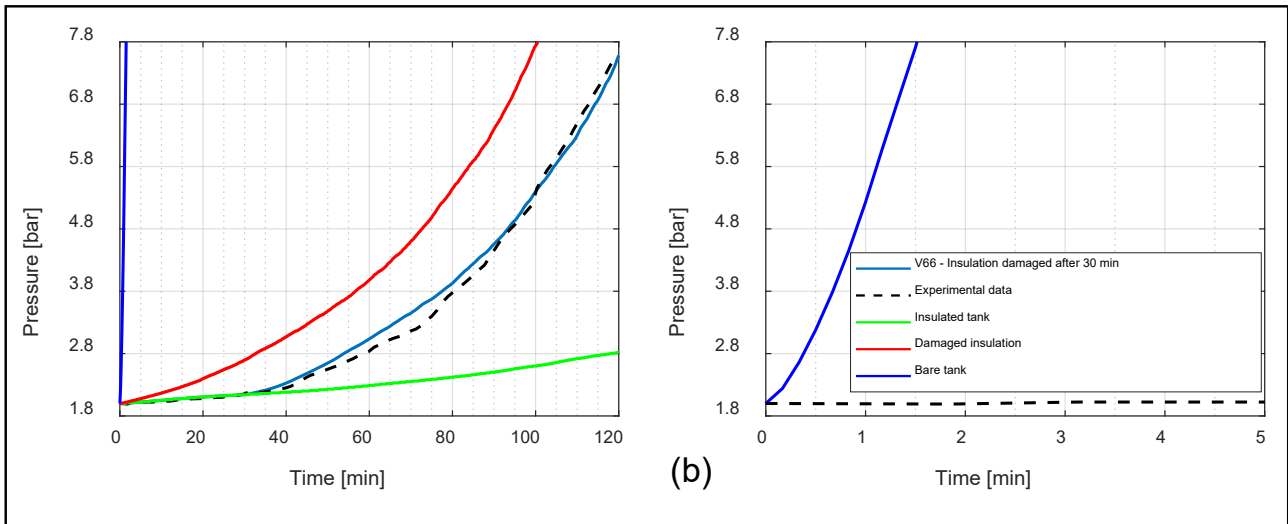 7.8
6.8
5.8
4.8
3.8
2.8
1.8
Pressure [bar]
0 20 40 60 80 100 120
Time [min]
(b)
7.8
6.8
5.8
4.8
3.8
2.8
1.8
Pressure [bar]
V66 - Insulation damaged after 30 min
Experimental data
Insulated tank
Damaged insulation
Bare tank
0 1 2 3 4 5
Time [min]